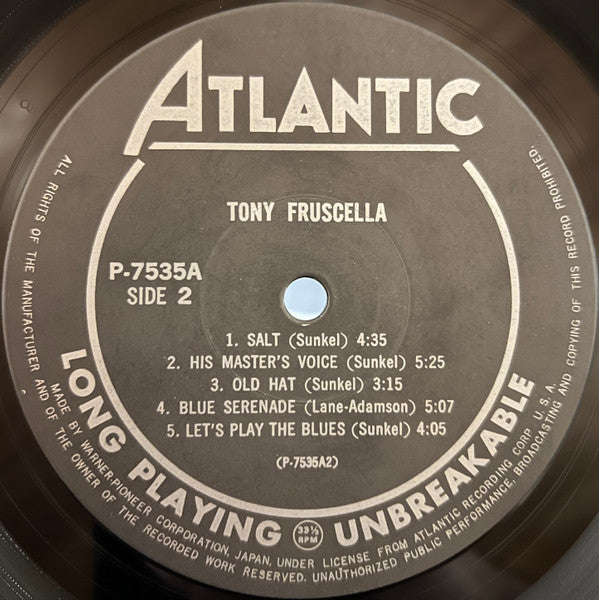 ATLANTIC
TONY FRUSCELLA
P-7535A
SIDE 2
1. SALT (Sunkel) 4:35
2. HIS MASTER'S VOICE (Sunkel) 5:25
3. OLD HAT (Sunkel) 3:15
4. BLUE SERENADE (Lane-Adamson) 5:07
5. LET'S PLAY THE BLUES (Sunkel) 4:05
(P-7535A2)
LONG PLAYING 33⅓ RPM UNBREAKABLE
MADE BY WARNER-PIONEER CORPORATION, JAPAN, UNDER LICENSE FROM ATLANTIC RECORDING CORP. U.S.A.
ALL RIGHTS OF THE MANUFACTURER AND OF THE OWNER OF THE RECORDED WORK RESERVED. UNAUTHORIZED PUBLIC PERFORMANCE, BROADCASTING AND COPYING OF THIS RECORD PROHIBITED.